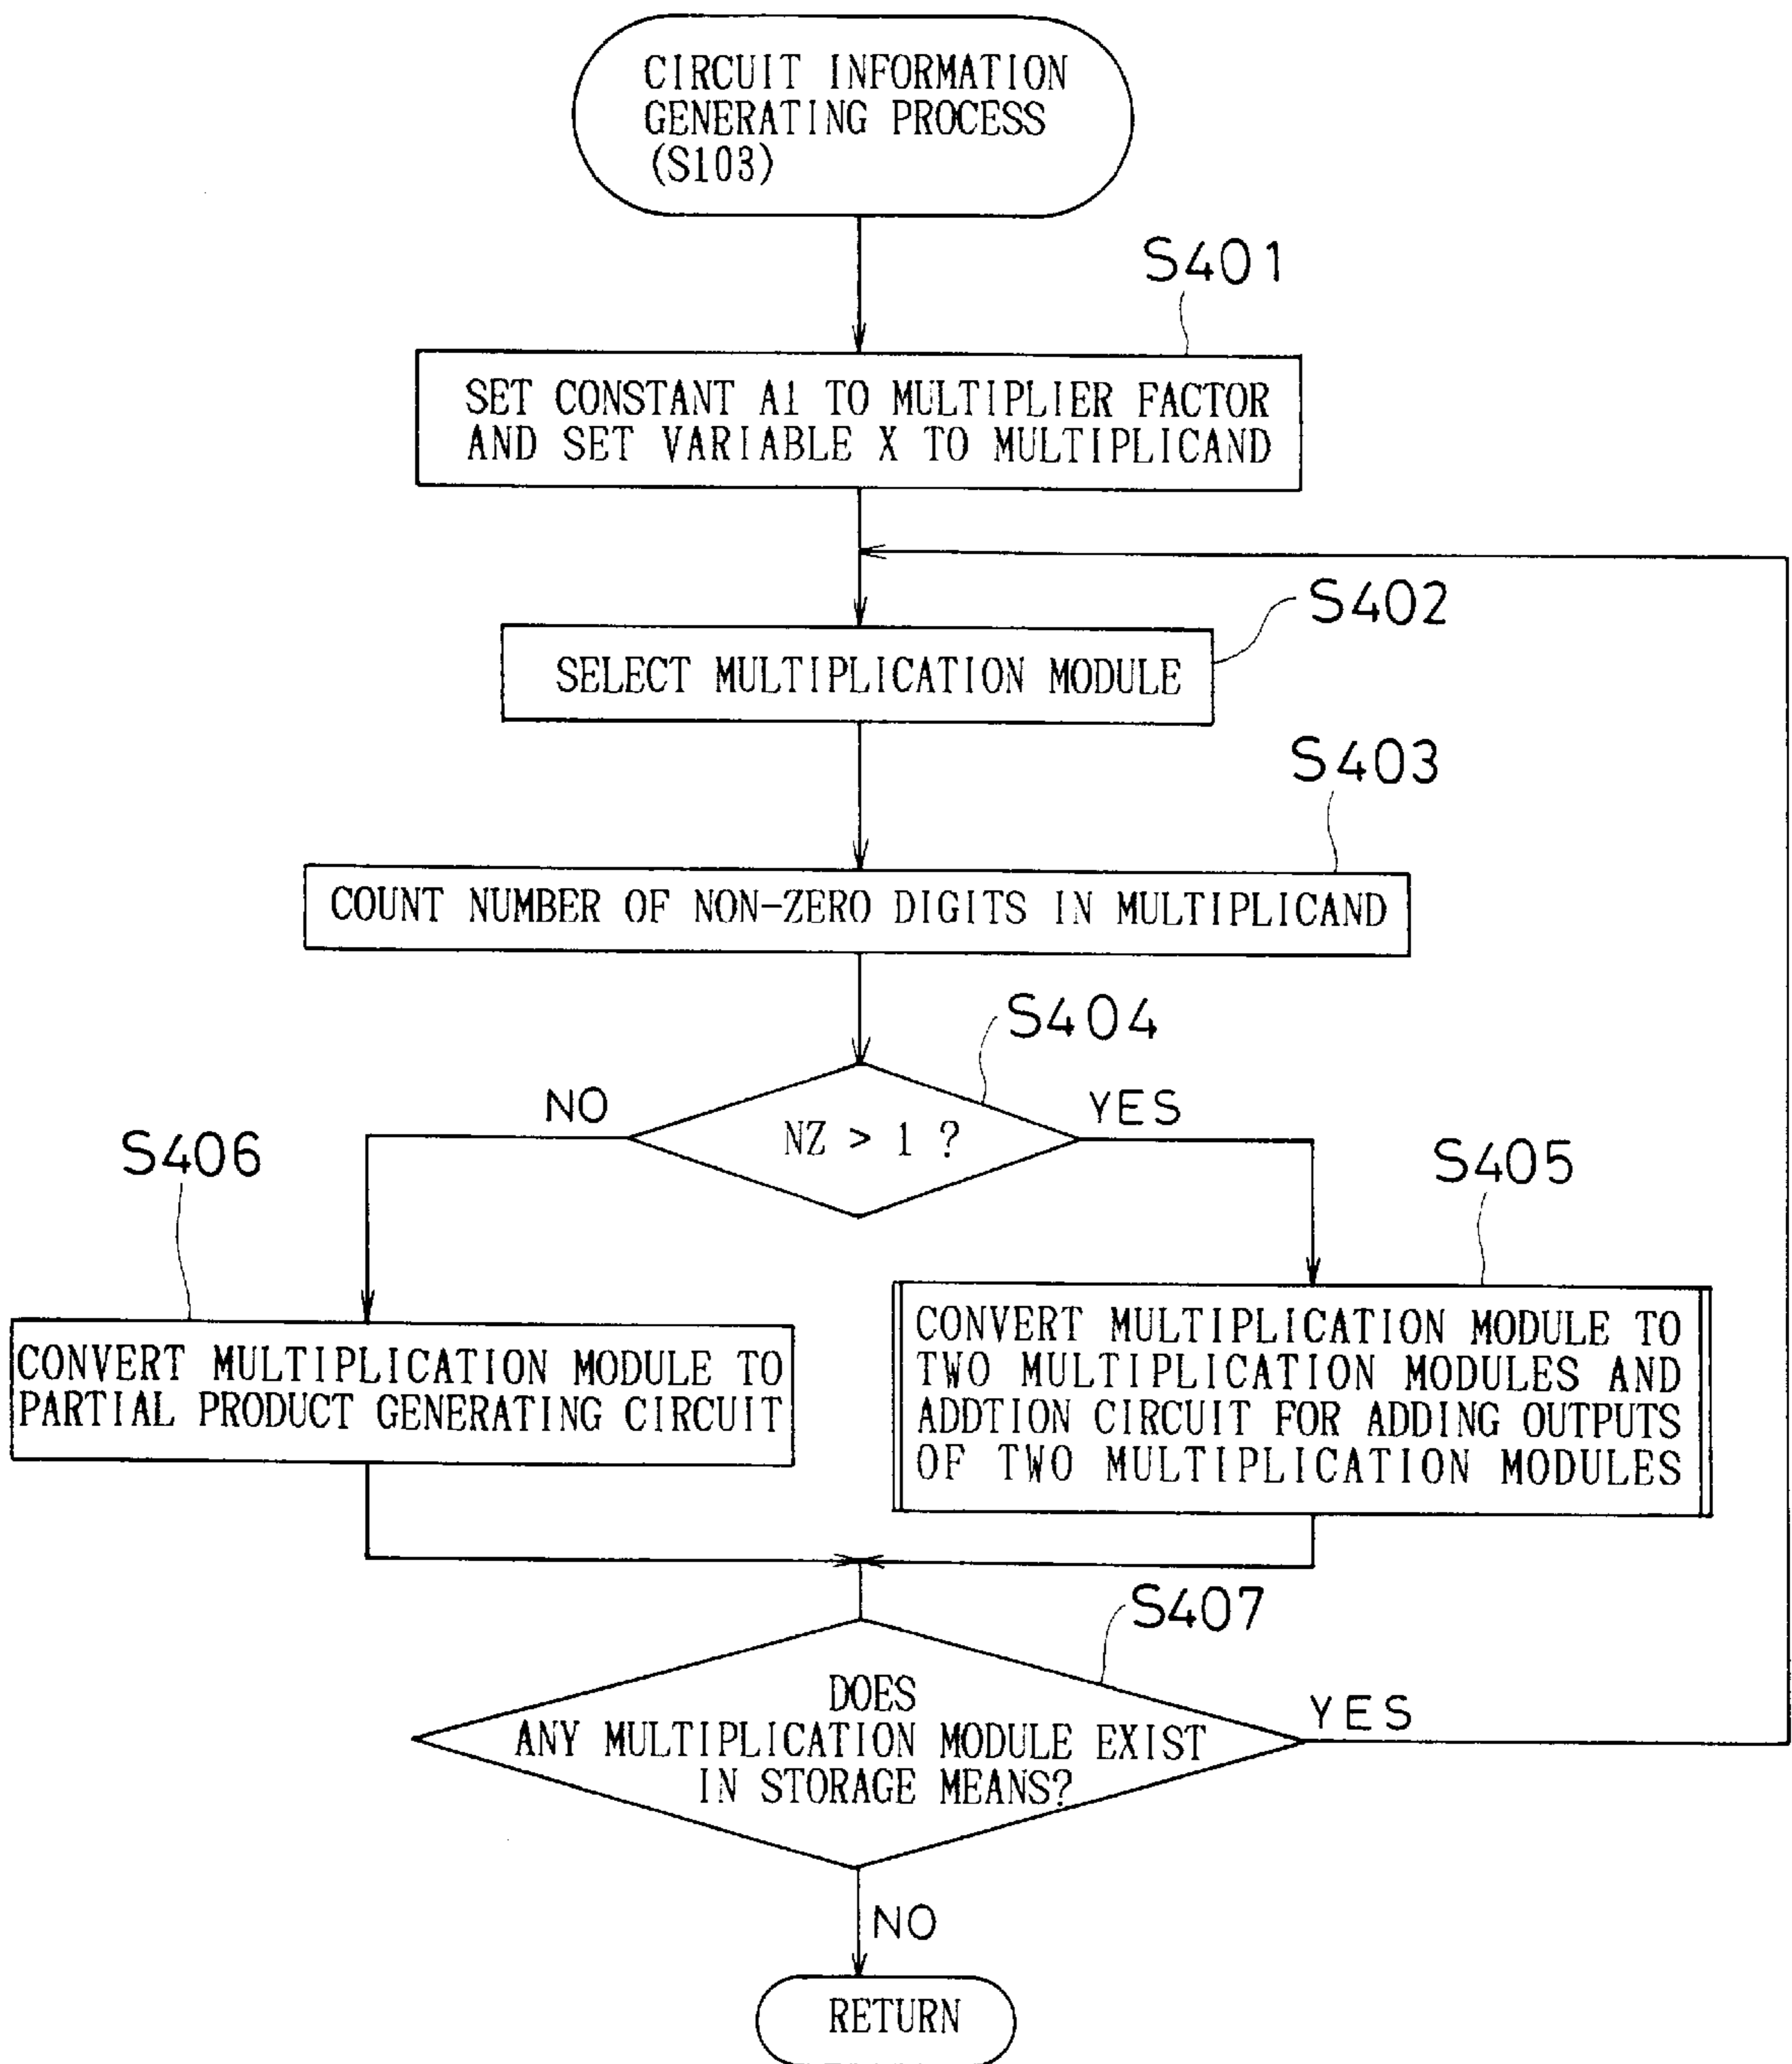 CIRCUIT INFORMATION
GENERATING PROCESS
(S103)
S401
SET CONSTANT A1 TO MULTIPLIER FACTOR
AND SET VARIABLE X TO MULTIPLICAND
S402
SELECT MULTIPLICATION MODULE
S403
COUNT NUMBER OF NON-ZERO DIGITS IN MULTIPLICAND
S404
NO
YES
NZ > 1 ?
S406
S405
CONVERT MULTIPLICATION MODULE TO
PARTIAL PRODUCT GENERATING CIRCUIT
CONVERT MULTIPLICATION MODULE TO
TWO MULTIPLICATION MODULES AND
ADDTION CIRCUIT FOR ADDING OUTPUTS
OF TWO MULTIPLICATION MODULES
S407
DOES
ANY MULTIPLICATION MODULE EXIST
IN STORAGE MEANS?
YES
NO
RETURN